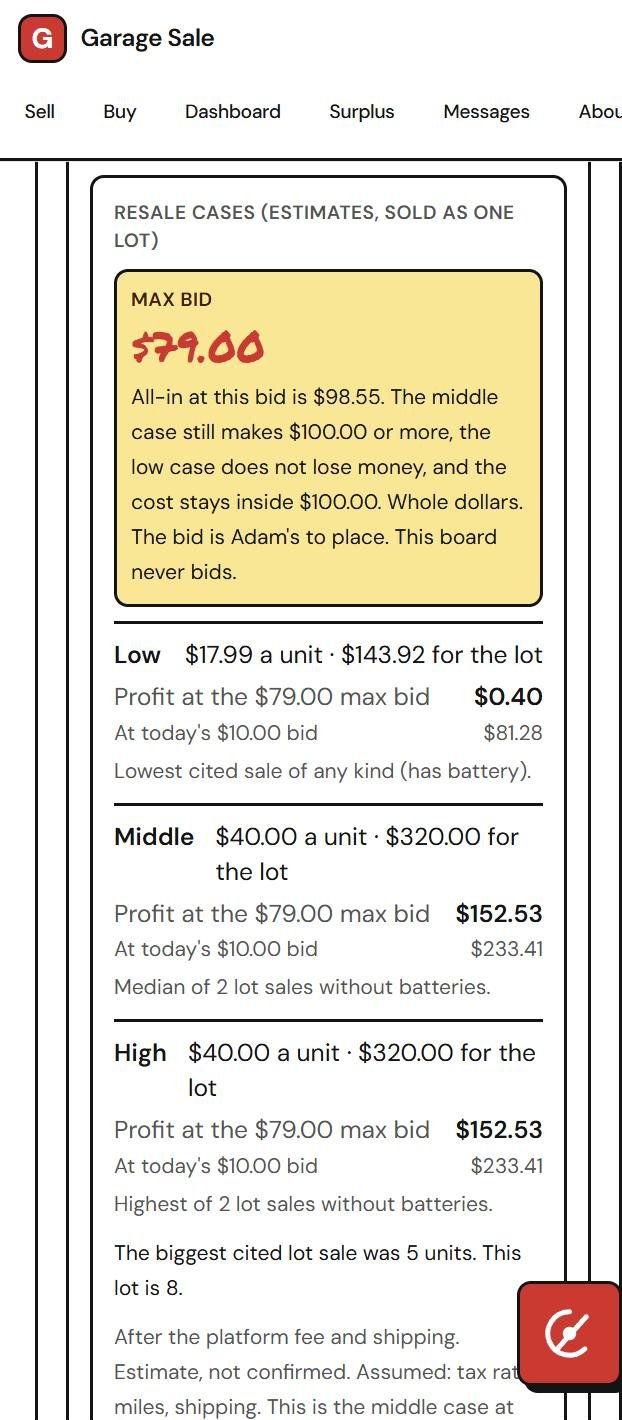 G Garage Sale
Sell Buy Dashboard Surplus Messages Abou
RESALE CASES (ESTIMATES, SOLD AS ONE
LOT)
MAX BID
$79.00
All-in at this bid is $98.55. The middle
case still makes $100.00 or more, the
low case does not lose money, and the
cost stays inside $100.00. Whole dollars.
The bid is Adam's to place. This board
never bids.
Low $17.99 a unit · $143.92 for the lot
Profit at the $79.00 max bid $0.40
At today's $10.00 bid $81.28
Lowest cited sale of any kind (has battery).
Middle $40.00 a unit · $320.00 for
the lot
Profit at the $79.00 max bid $152.53
At today's $10.00 bid $233.41
Median of 2 lot sales without batteries.
High $40.00 a unit · $320.00 for the
lot
Profit at the $79.00 max bid $152.53
At today's $10.00 bid $233.41
Highest of 2 lot sales without batteries.
The biggest cited lot sale was 5 units. This
lot is 8.
After the platform fee and shipping.
Estimate, not confirmed. Assumed: tax rat
miles, shipping. This is the middle case at